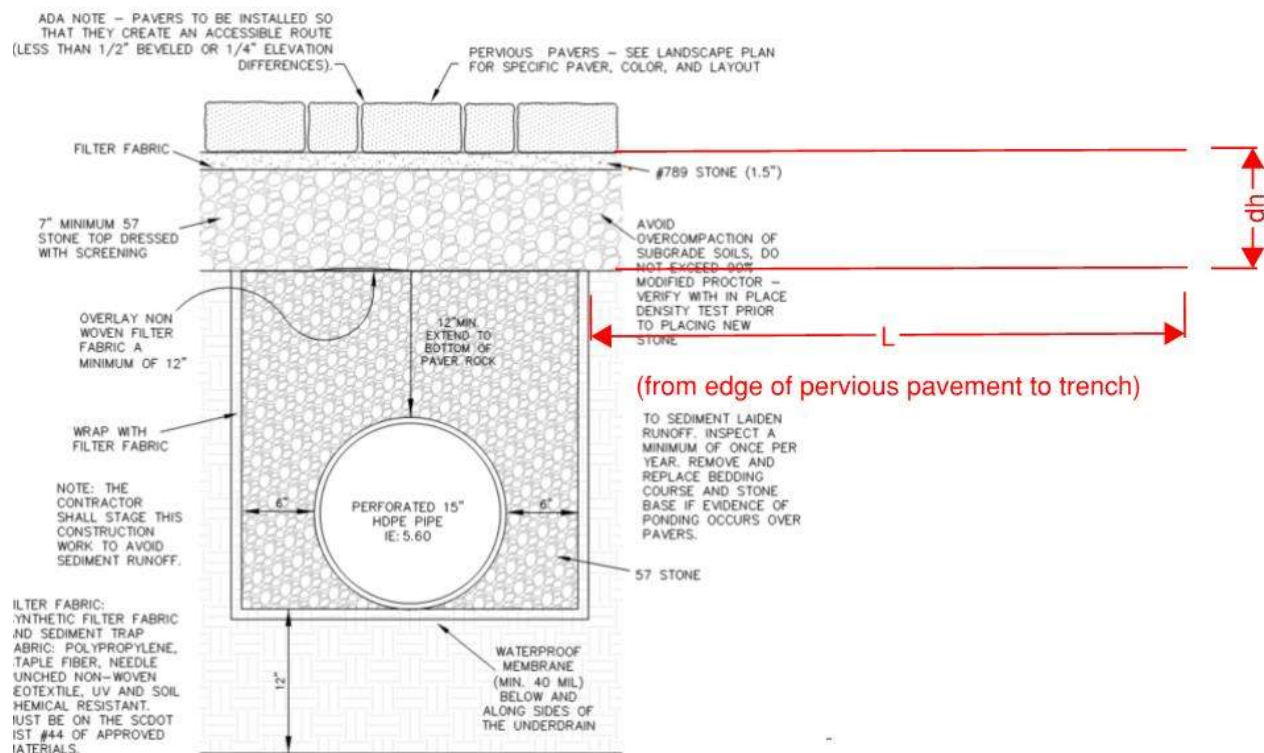 ADA NOTE – PAVERS TO BE INSTALLED SO
THAT THEY CREATE AN ACCESSIBLE ROUTE
(LESS THAN 1/2" BEVELED OR 1/4" ELEVATION
DIFFERENCES).
PERVIOUS PAVERS – SEE LANDSCAPE PLAN
FOR SPECIFIC PAVER, COLOR, AND LAYOUT
FILTER FABRIC
#789 STONE (1.5")
dh
7" MINIMUM 57
STONE TOP DRESSED
WITH SCREENING
AVOID
OVERCOMPACTION OF
SUBGRADE SOILS, DO
NOT EXCEED 90%
MODIFIED PROCTOR –
VERIFY WITH IN PLACE
DENSITY TEST PRIOR
TO PLACING NEW
STONE
L
(from edge of pervious pavement to trench)
OVERLAY NON
WOVEN FILTER
FABRIC A
MINIMUM OF 12"
12"MIN
EXTEND TO
BOTTOM OF
PAVER ROCK
WRAP WITH
FILTER FABRIC
TO SEDIMENT LAIDEN
RUNOFF. INSPECT A
MINIMUM OF ONCE PER
YEAR. REMOVE AND
REPLACE BEDDING
COURSE AND STONE
BASE IF EVIDENCE OF
PONDING OCCURS OVER
PAVERS.
NOTE: THE
CONTRACTOR
SHALL STAGE THIS
CONSTRUCTION
WORK TO AVOID
SEDIMENT RUNOFF.
6"
PERFORATED 15"
HDPE PIPE
IE: 5.60
6"
57 STONE
ILTER FABRIC:
YNTHETIC FILTER FABRIC
ND SEDIMENT TRAP
ABRIC: POLYPROPYLENE,
TAPLE FIBER, NEEDLE
UNCHED NON–WOVEN
EOTEXTILE, UV AND SOIL
HEMICAL RESISTANT.
UST BE ON THE SCDOT
IST #44 OF APPROVED
ATERIALS.
12"
WATERPROOF
MEMBRANE
(MIN. 40 MIL)
BELOW AND
ALONG SIDES OF
THE UNDERDRAIN